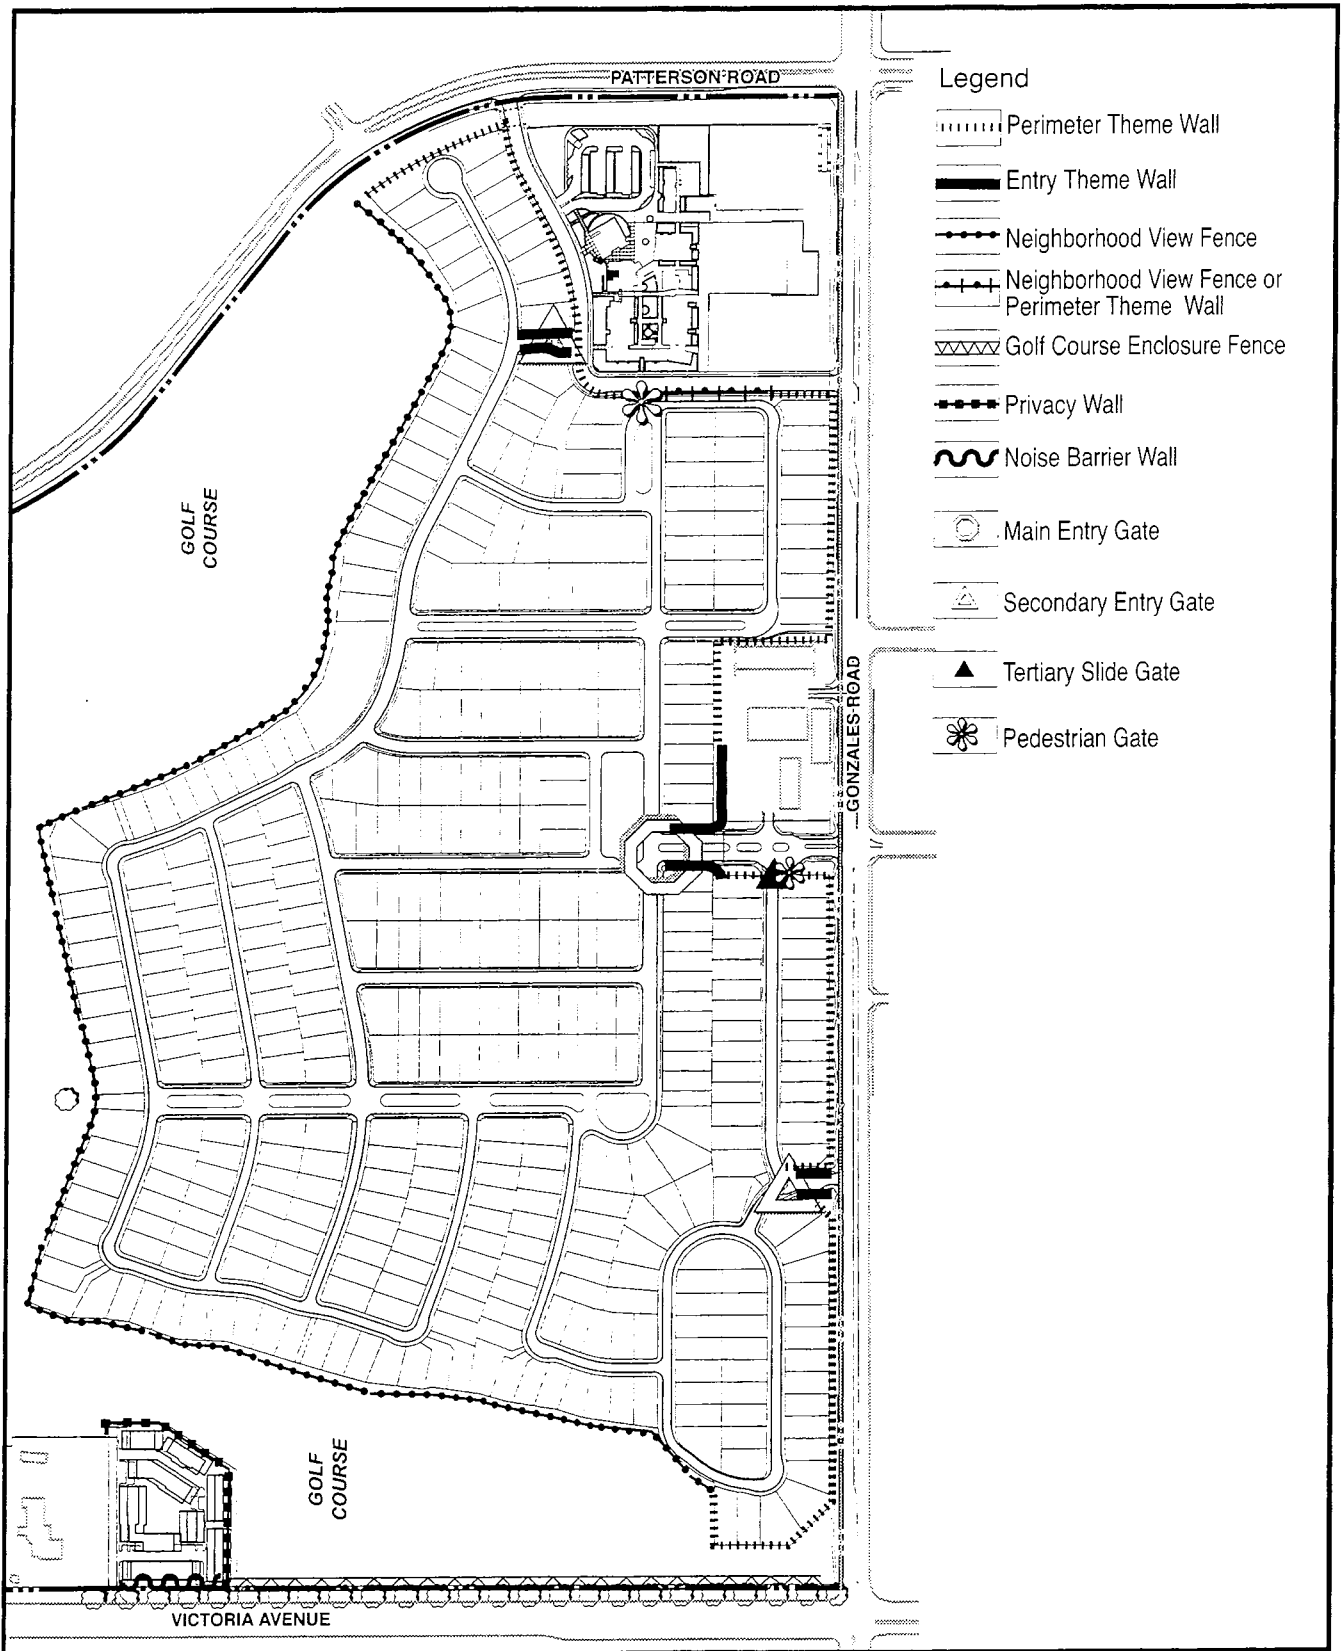 PATTERSON ROAD
Legend
Perimeter Theme Wall
Entry Theme Wall
Neighborhood View Fence
Neighborhood View Fence or
Perimeter Theme Wall
Golf Course Enclosure Fence
Privacy Wall
Noise Barrier Wall
Main Entry Gate
Secondary Entry Gate
Tertiary Slide Gate
Pedestrian Gate
GOLF
COURSE
GONZALES ROAD
GOLF
COURSE
VICTORIA AVENUE